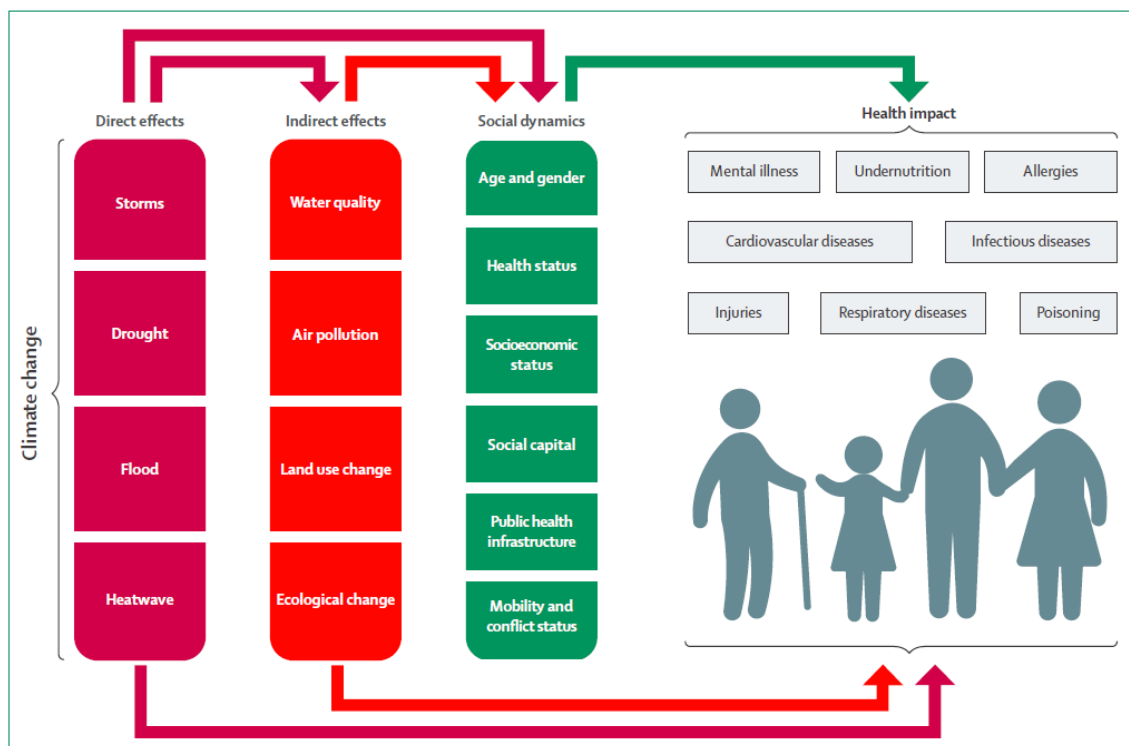 Direct effects
Indirect effects
Social dynamics
Health impact
Climate change
Storms
Drought
Flood
Heatwave
Water quality
Air pollution
Land use change
Ecological change
Age and gender
Health status
Socioeconomic
status
Social capital
Public health
infrastructure
Mobility and
conflict status
Mental illness
Undernutrition
Allergies
Cardiovascular diseases
Infectious diseases
Injuries
Respiratory diseases
Poisoning